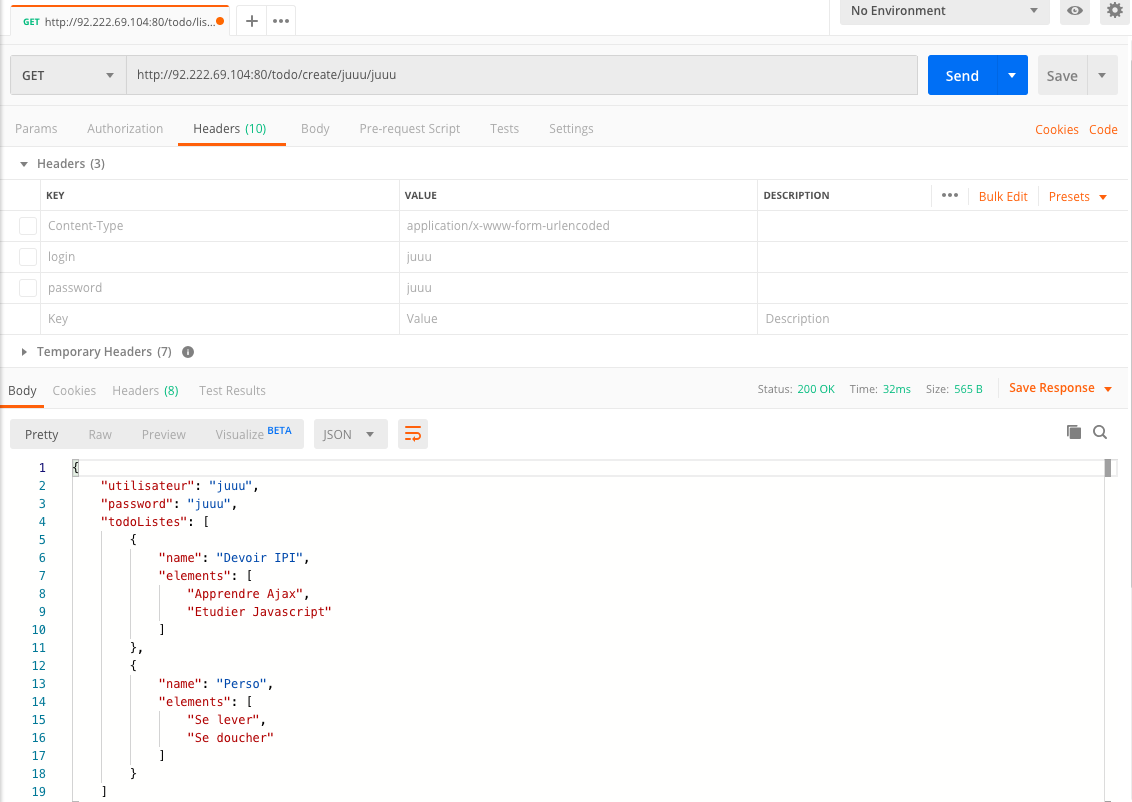 GET http://92.222.69.104:80/todo/lis... + •••
No Environment
GET http://92.222.69.104:80/todo/create/juuu/juuu Send Save
Params Authorization Headers (10) Body Pre-request Script Tests Settings Cookies Code
Headers (3)
KEY VALUE DESCRIPTION ••• Bulk Edit Presets
Content-Type application/x-www-form-urlencoded
login juuu
password juuu
Key Value Description
Temporary Headers (7) i
Body Cookies Headers (8) Test Results Status: 200 OK Time: 32ms Size: 565 B Save Response
Pretty Raw Preview Visualize BETA JSON
1 {
2 "utilisateur": "juuu",
3 "password": "juuu",
4 "todoListes": [
5 {
6 "name": "Devoir IPI",
7 "elements": [
8 "Apprendre Ajax",
9 "Etudier Javascript"
10 ]
11 },
12 {
13 "name": "Perso",
14 "elements": [
15 "Se lever",
16 "Se doucher"
17 ]
18 }
19 ]